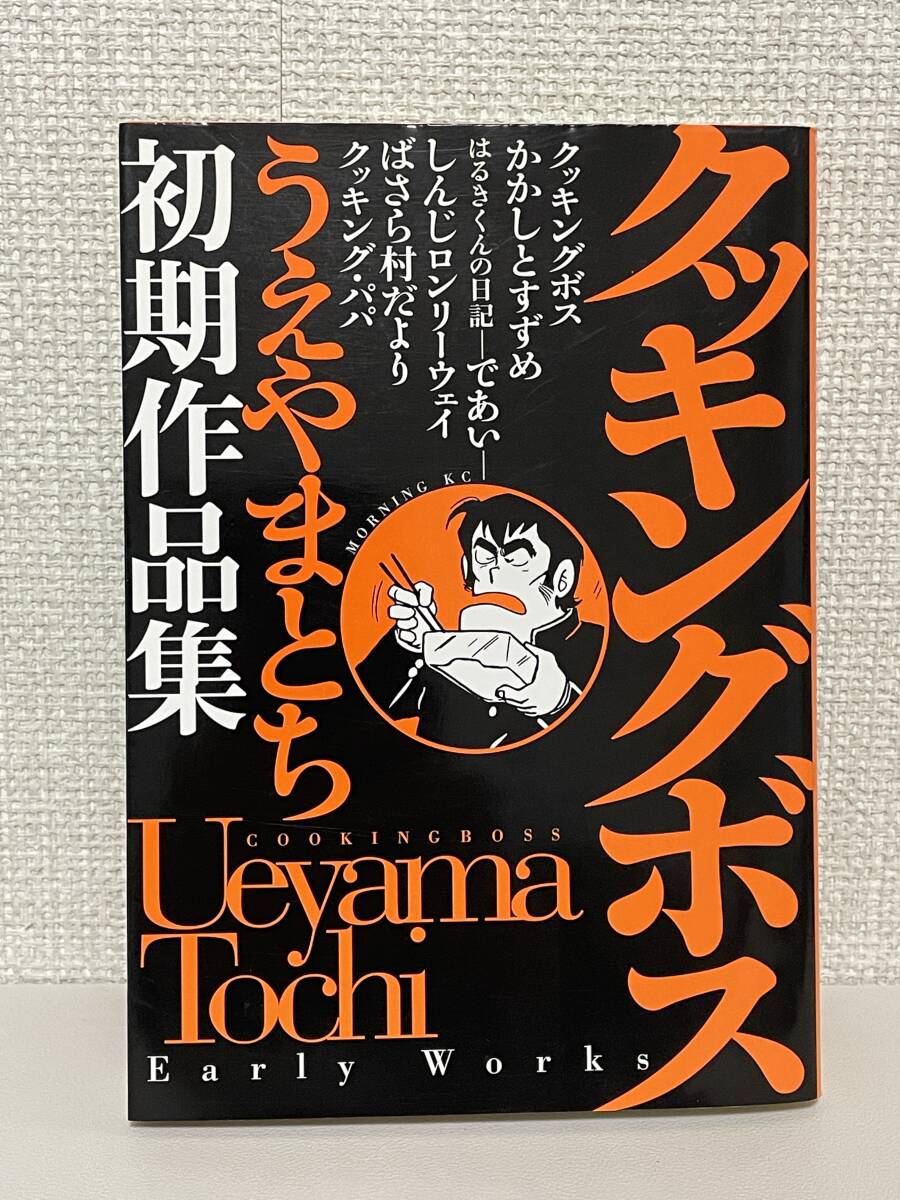 クッキングボス
クッキングボス
かかしとすずめ
はるきくんの日記―であい―
しんじロンリーウェイ
ばさら村だより
クッキング・パパ
うえやまとち
初期作品集
MORNING KC
COOKINGBOSS
Ueyama
Tochi
Early Works